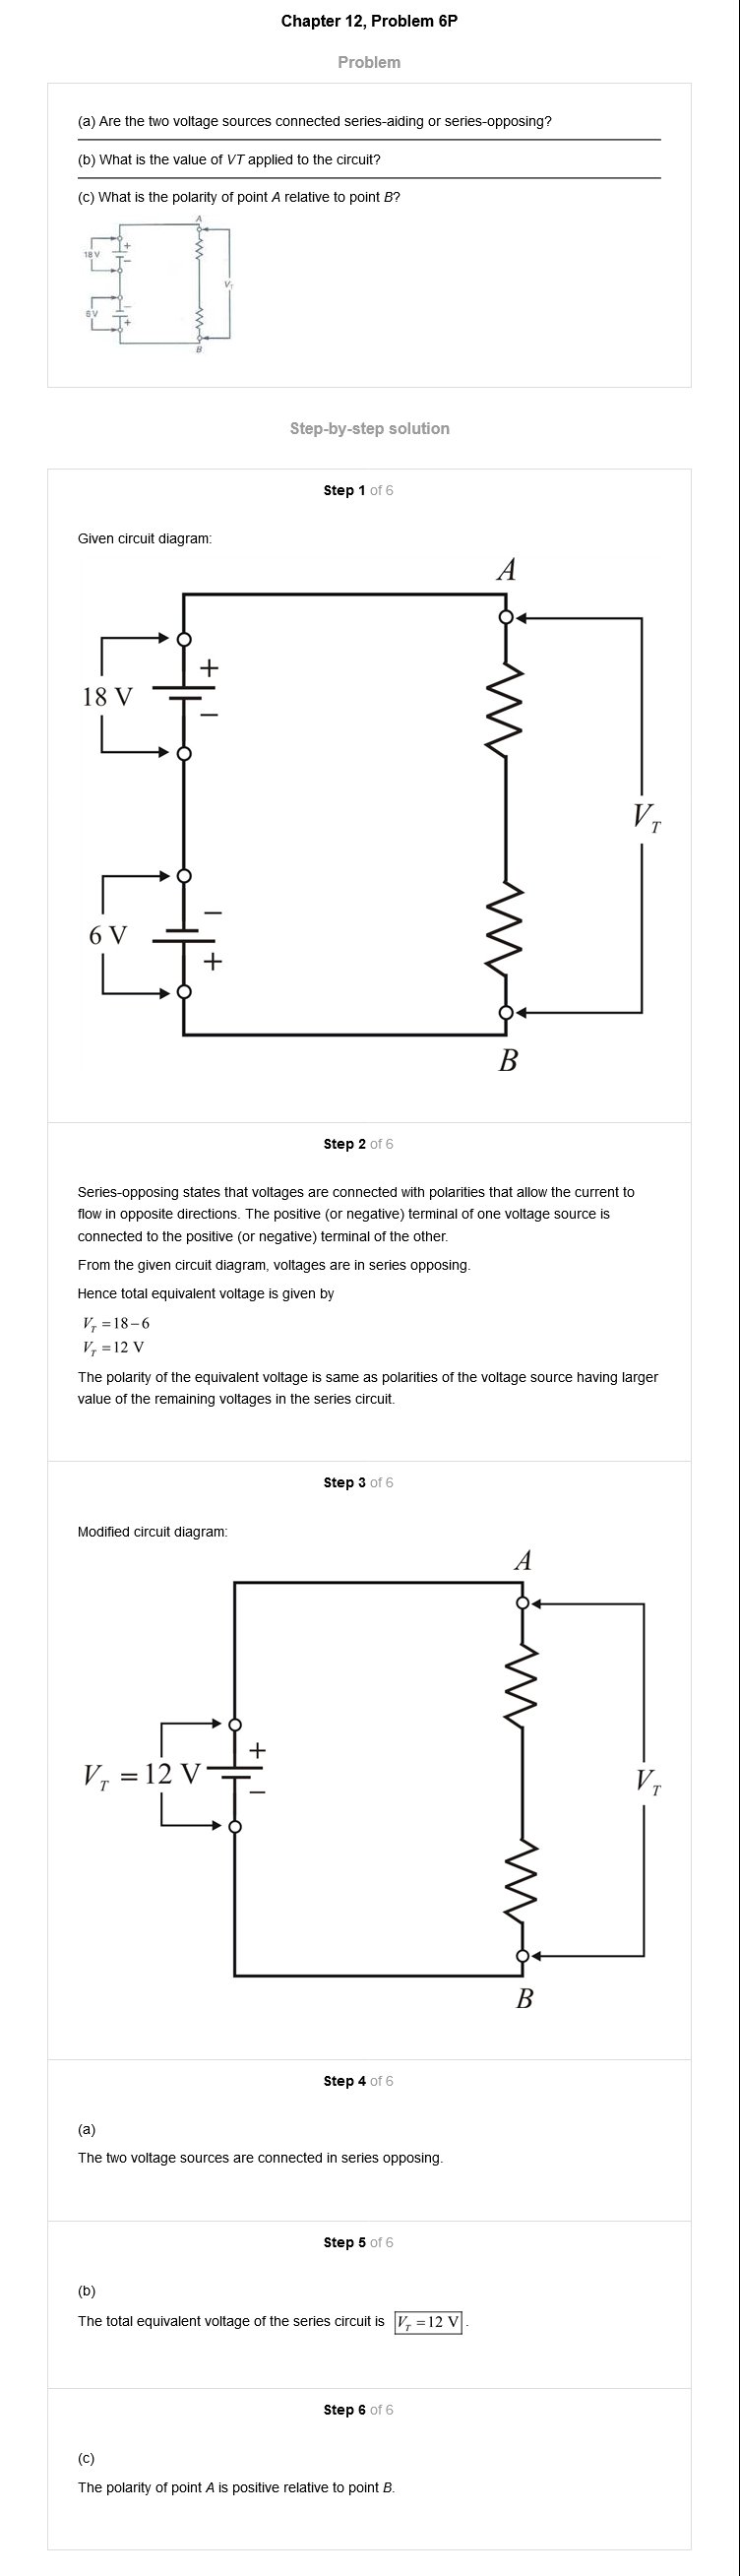 Chapter 12, Problem 6P
Problem
(a) Are the two voltage sources connected series-aiding or series-opposing?
(b) What is the value of VT applied to the circuit?
(c) What is the polarity of point A relative to point B?
A
+
18 V
−
V_T
−
6 V
+
B
Step-by-step solution
Step 1 of 6
Given circuit diagram:
A
+
18 V
−
V_T
−
6 V
+
B
Step 2 of 6
Series-opposing states that voltages are connected with polarities that allow the current to
flow in opposite directions. The positive (or negative) terminal of one voltage source is
connected to the positive (or negative) terminal of the other.
From the given circuit diagram, voltages are in series opposing.
Hence total equivalent voltage is given by
V_T = 18 − 6
V_T = 12 V
The polarity of the equivalent voltage is same as polarities of the voltage source having larger
value of the remaining voltages in the series circuit.
Step 3 of 6
Modified circuit diagram:
A
+
V_T = 12 V
−
V_T
B
Step 4 of 6
(a)
The two voltage sources are connected in series opposing.
Step 5 of 6
(b)
The total equivalent voltage of the series circuit is V_T = 12 V.
Step 6 of 6
(c)
The polarity of point A is positive relative to point B.